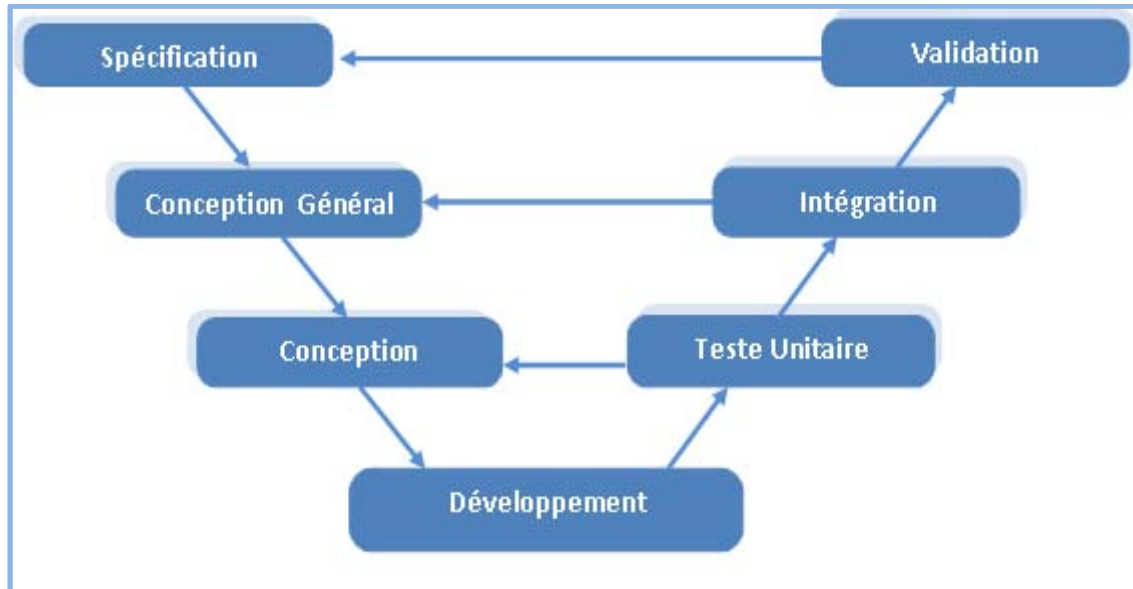 Spécification
Validation
Conception Général
Intégration
Conception
Teste Unitaire
Développement